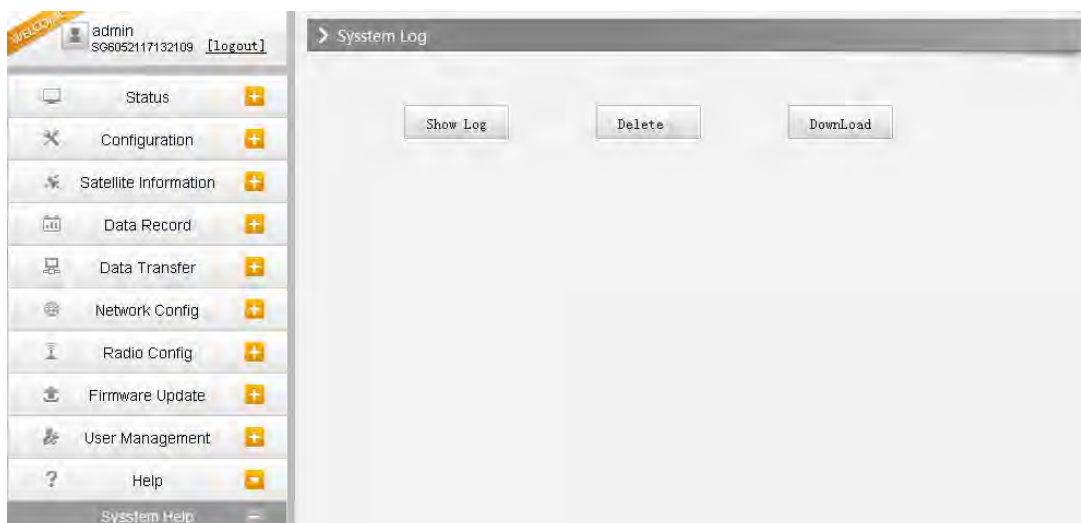 WELCOME
admin
SG6052117132109 [logout]
Status
Configuration
Satellite Information
Data Record
Data Transfer
Network Config
Radio Config
Firmware Update
User Management
Help
Sysstem Help
Sysstem Log
Show Log Delete DownLoad